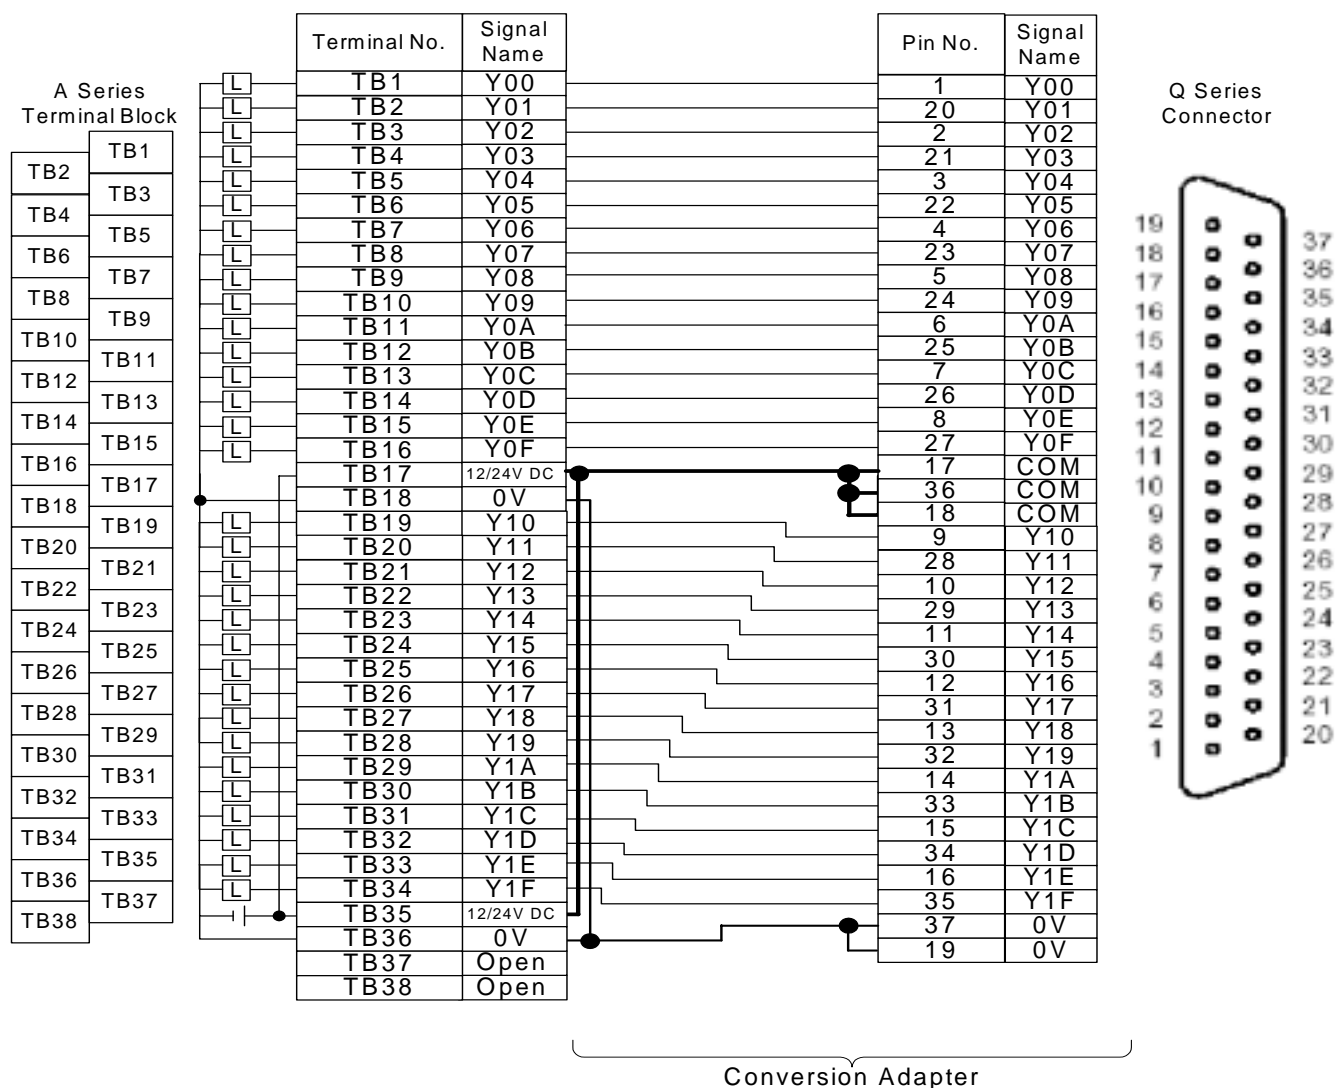 A Series
Terminal Block
TB1
TB2
TB3
TB4
TB5
TB6
TB7
TB8
TB9
TB10
TB11
TB12
TB13
TB14
TB15
TB16
TB17
TB18
TB19
TB20
TB21
TB22
TB23
TB24
TB25
TB26
TB27
TB28
TB29
TB30
TB31
TB32
TB33
TB34
TB35
TB36
TB37
TB38
Terminal No. Signal Name
L TB1 Y00
L TB2 Y01
L TB3 Y02
L TB4 Y03
L TB5 Y04
L TB6 Y05
L TB7 Y06
L TB8 Y07
L TB9 Y08
L TB10 Y09
L TB11 Y0A
L TB12 Y0B
L TB13 Y0C
L TB14 Y0D
L TB15 Y0E
L TB16 Y0F
TB17 12/24V DC
TB18 0V
L TB19 Y10
L TB20 Y11
L TB21 Y12
L TB22 Y13
L TB23 Y14
L TB24 Y15
L TB25 Y16
L TB26 Y17
L TB27 Y18
L TB28 Y19
L TB29 Y1A
L TB30 Y1B
L TB31 Y1C
L TB32 Y1D
L TB33 Y1E
L TB34 Y1F
TB35 12/24V DC
TB36 0V
TB37 Open
TB38 Open
Pin No. Signal Name
1 Y00
20 Y01
2 Y02
21 Y03
3 Y04
22 Y05
4 Y06
23 Y07
5 Y08
24 Y09
6 Y0A
25 Y0B
7 Y0C
26 Y0D
8 Y0E
27 Y0F
17 COM
36 COM
18 COM
9 Y10
28 Y11
10 Y12
29 Y13
11 Y14
30 Y15
12 Y16
31 Y17
13 Y18
32 Y19
14 Y1A
33 Y1B
15 Y1C
34 Y1D
16 Y1E
35 Y1F
37 0V
19 0V
Q Series
Connector
19
18
17
16
15
14
13
12
11
10
9
8
7
6
5
4
3
2
1
37
36
35
34
33
32
31
30
29
28
27
26
25
24
23
22
21
20
Conversion Adapter